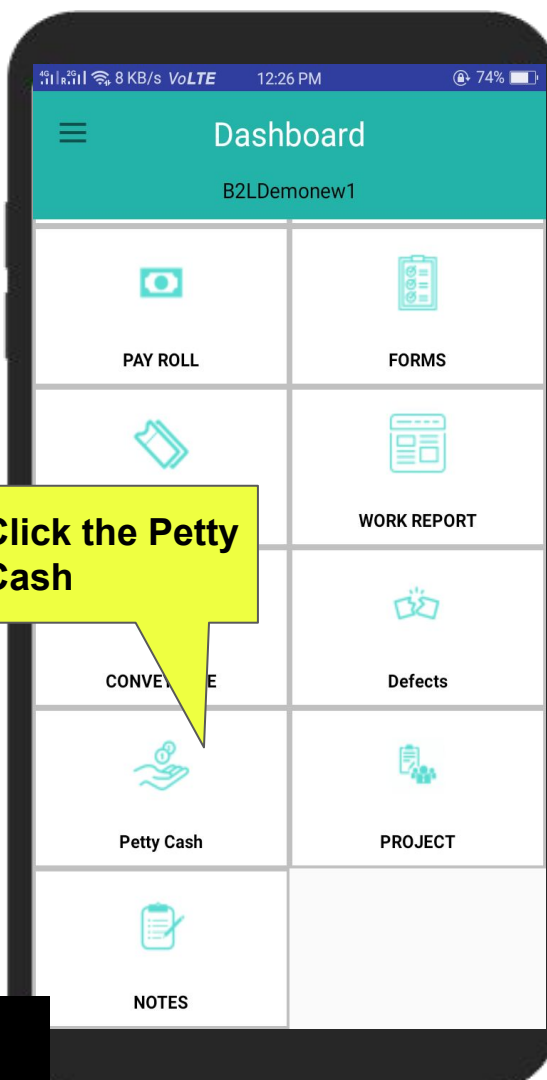 4G R 2G 8 KB/s VoLTE 12:26 PM 74%
Dashboard
B2LDemonew1
PAY ROLL
FORMS
WORK REPORT
Click the Petty
Cash
Defects
Petty Cash
PROJECT
NOTES